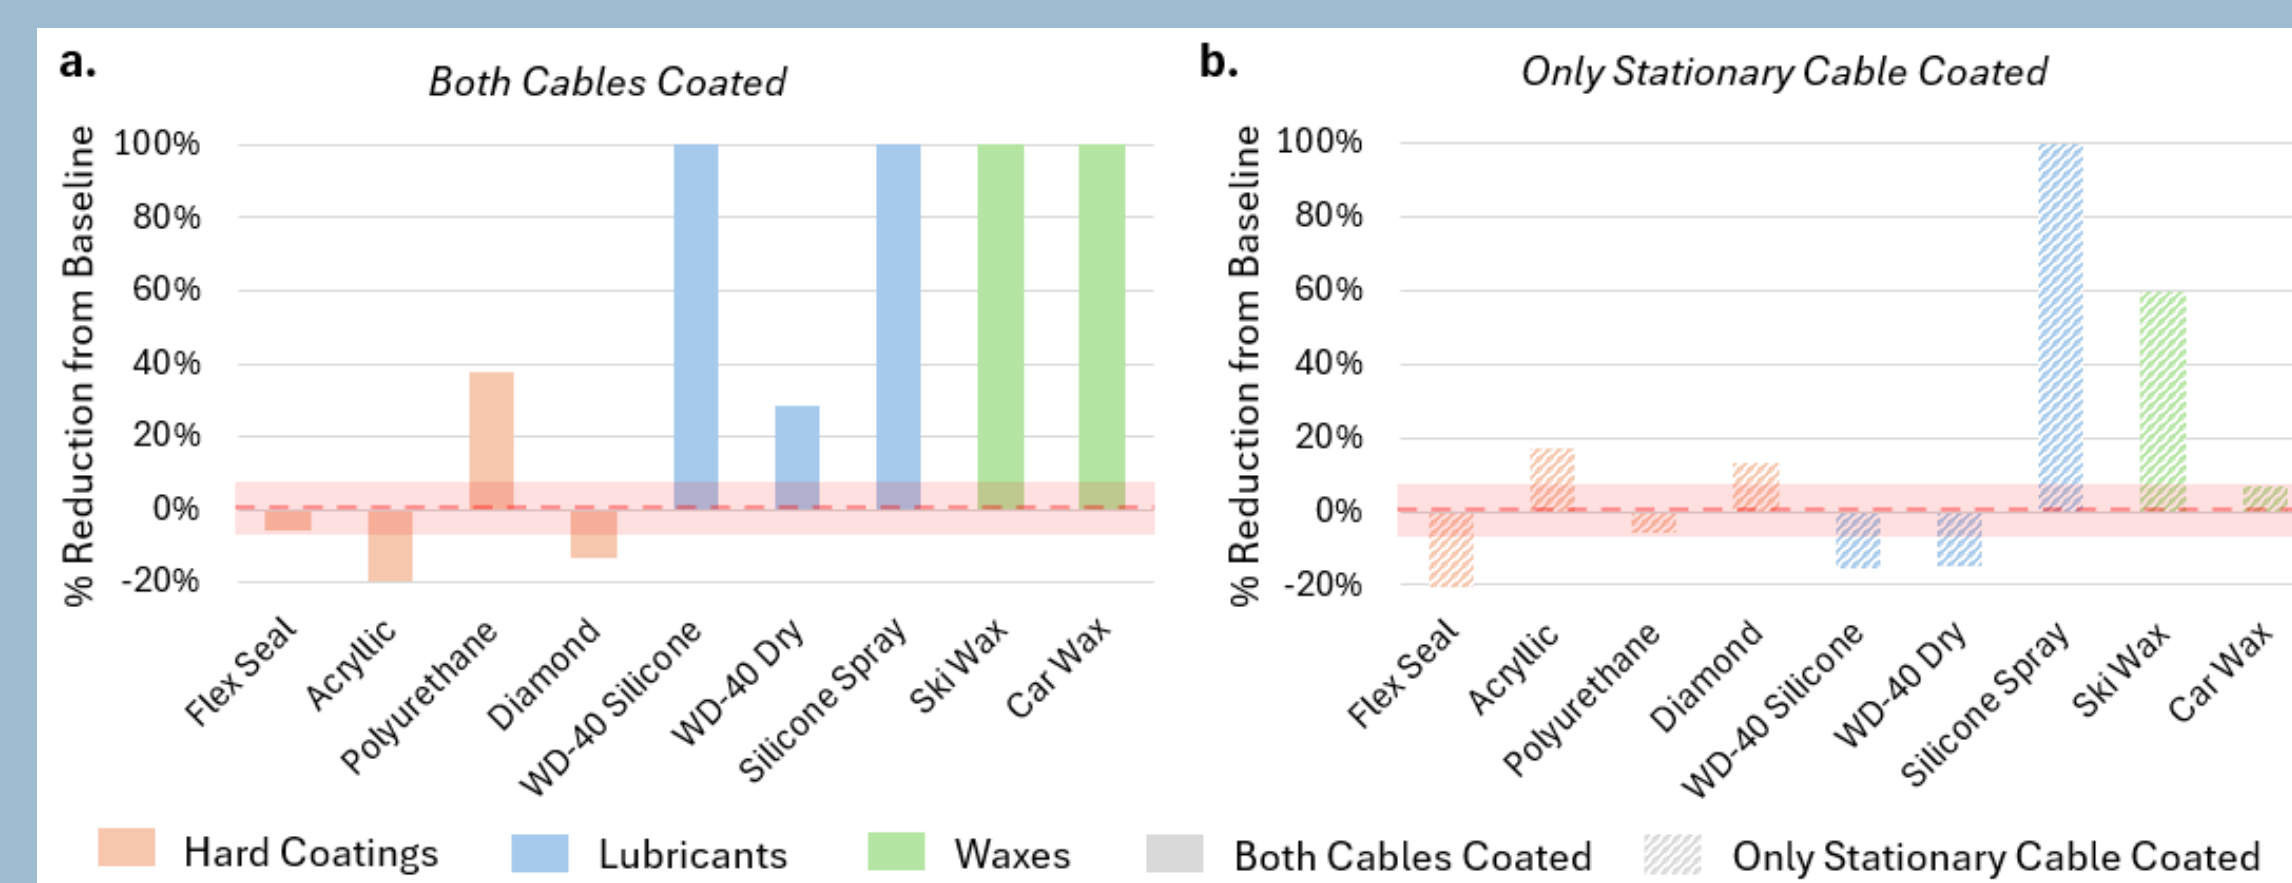 a.
Both Cables Coated
% Reduction from Baseline
100%
80%
60%
40%
20%
0%
-20%
Flex Seal
Acryllic
Polyurethane
Diamond
WD-40 Silicone
WD-40 Dry
Silicone Spray
Ski Wax
Car Wax
b.
Only Stationary Cable Coated
% Reduction from Baseline
100%
80%
60%
40%
20%
0%
-20%
Flex Seal
Acryllic
Polyurethane
Diamond
WD-40 Silicone
WD-40 Dry
Silicone Spray
Ski Wax
Car Wax
Hard Coatings
Lubricants
Waxes
Both Cables Coated
Only Stationary Cable Coated